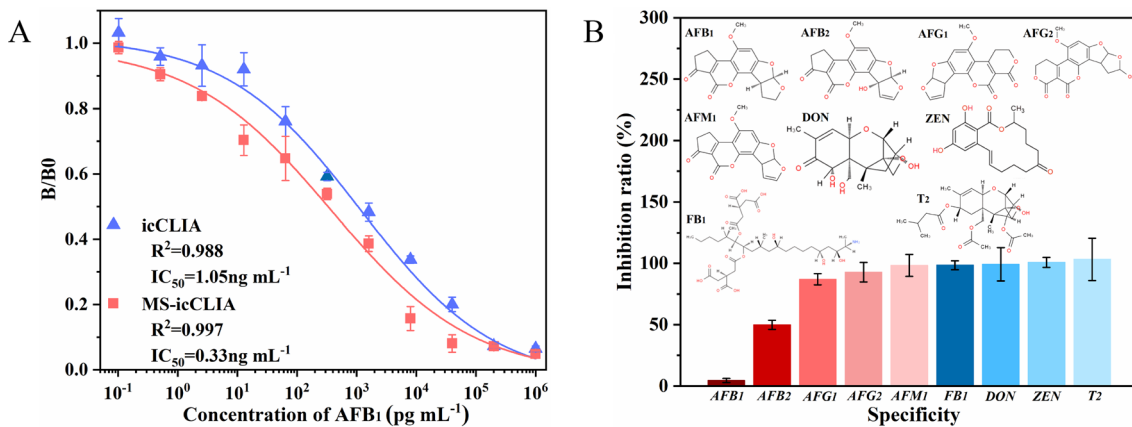 A
B/B0
1.0
0.8
0.6
0.4
0.2
0.0
icCLIA
R²=0.988
IC₅₀=1.05ng mL⁻¹
MS-icCLIA
R²=0.997
IC₅₀=0.33ng mL⁻¹
10⁻¹ 10⁰ 10¹ 10² 10³ 10⁴ 10⁵ 10⁶
Concentration of AFB₁ (pg mL⁻¹)
B
Inhibition ratio (%)
300
250
200
150
100
50
0
AFB₁ AFB₂ AFG₁ AFG₂
AFM₁ DON ZEN
FB₁ T₂
AFB1 AFB2 AFG1 AFG2 AFM1 FB1 DON ZEN T2
Specificity